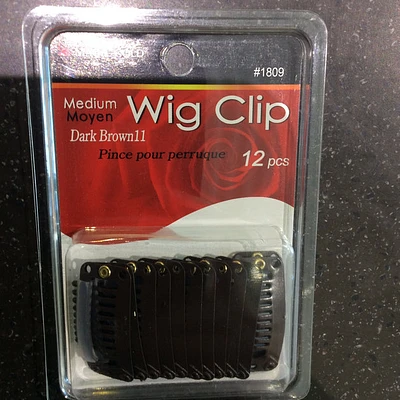 #1809
Medium
Moyen
Wig Clip
Dark Brown11
Pince pour perruque
12 pcs